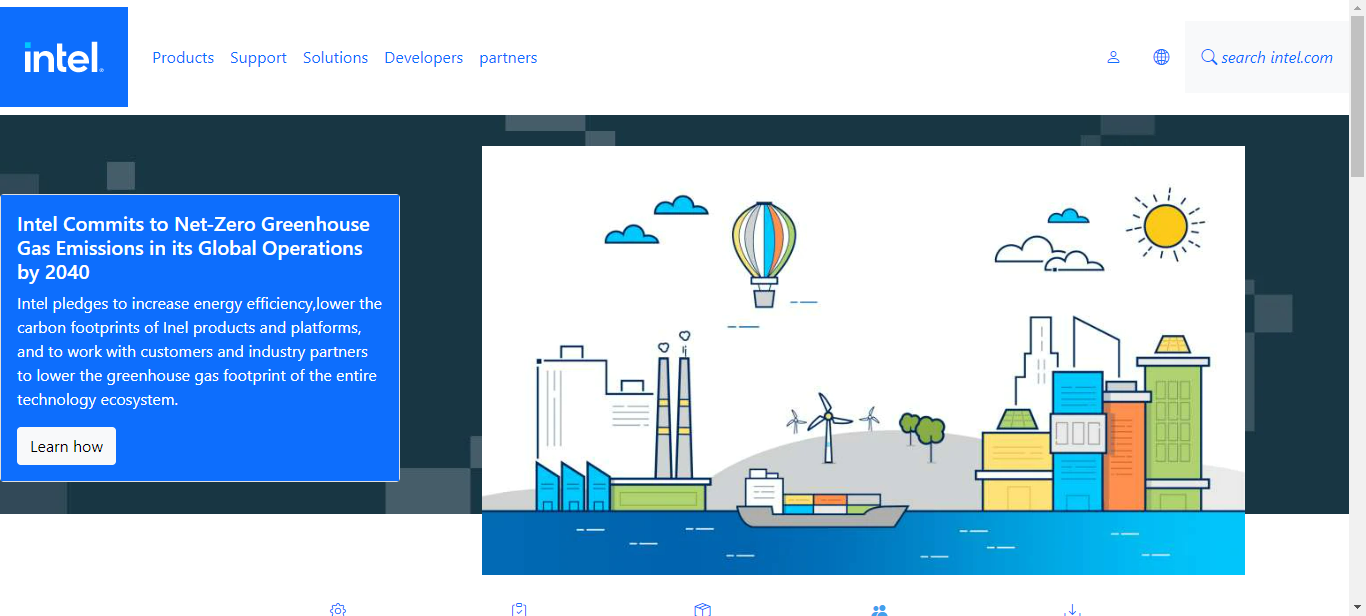 intel.
Products Support Solutions Developers partners
search intel.com
Intel Commits to Net-Zero Greenhouse
Gas Emissions in its Global Operations
by 2040
Intel pledges to increase energy efficiency,lower the
carbon footprints of Inel products and platforms,
and to work with customers and industry partners
to lower the greenhouse gas footprint of the entire
technology ecosystem.
Learn how